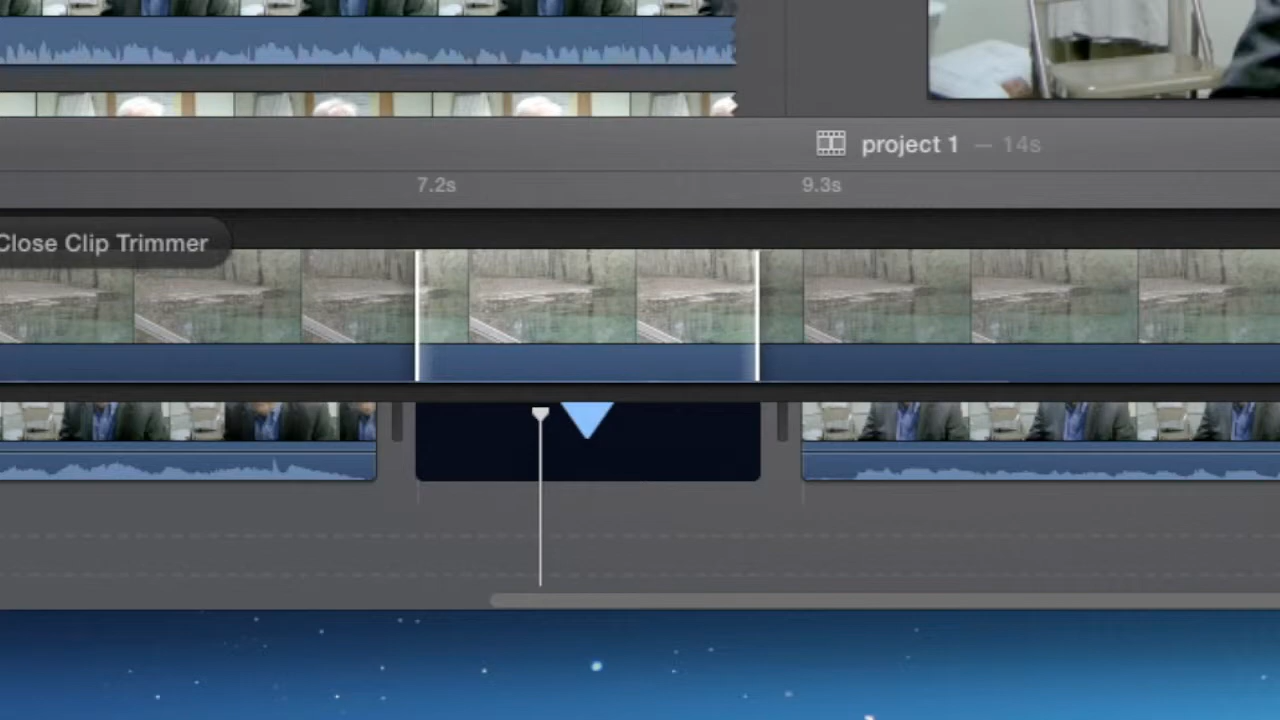 project 1 — 14s
7.2s 9.3s
Close Clip Trimmer